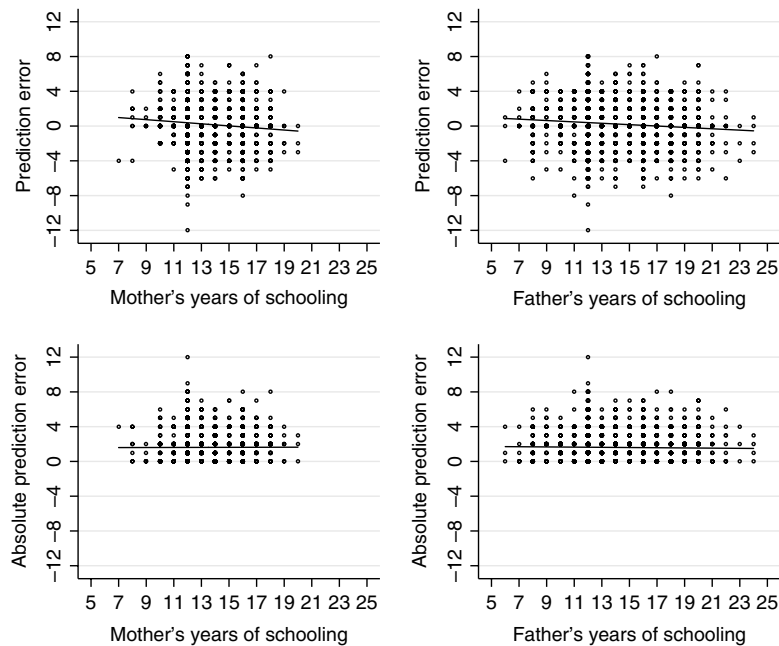 Prediction error
12
8
4
0
−4
−8
−12
5 7 9 11 13 15 17 19 21 23 25
Mother’s years of schooling
Prediction error
12
8
4
0
−4
−8
−12
5 7 9 11 13 15 17 19 21 23 25
Father’s years of schooling
Absolute prediction error
12
8
4
0
−4
−8
−12
5 7 9 11 13 15 17 19 21 23 25
Mother’s years of schooling
Absolute prediction error
12
8
4
0
−4
−8
−12
5 7 9 11 13 15 17 19 21 23 25
Father’s years of schooling